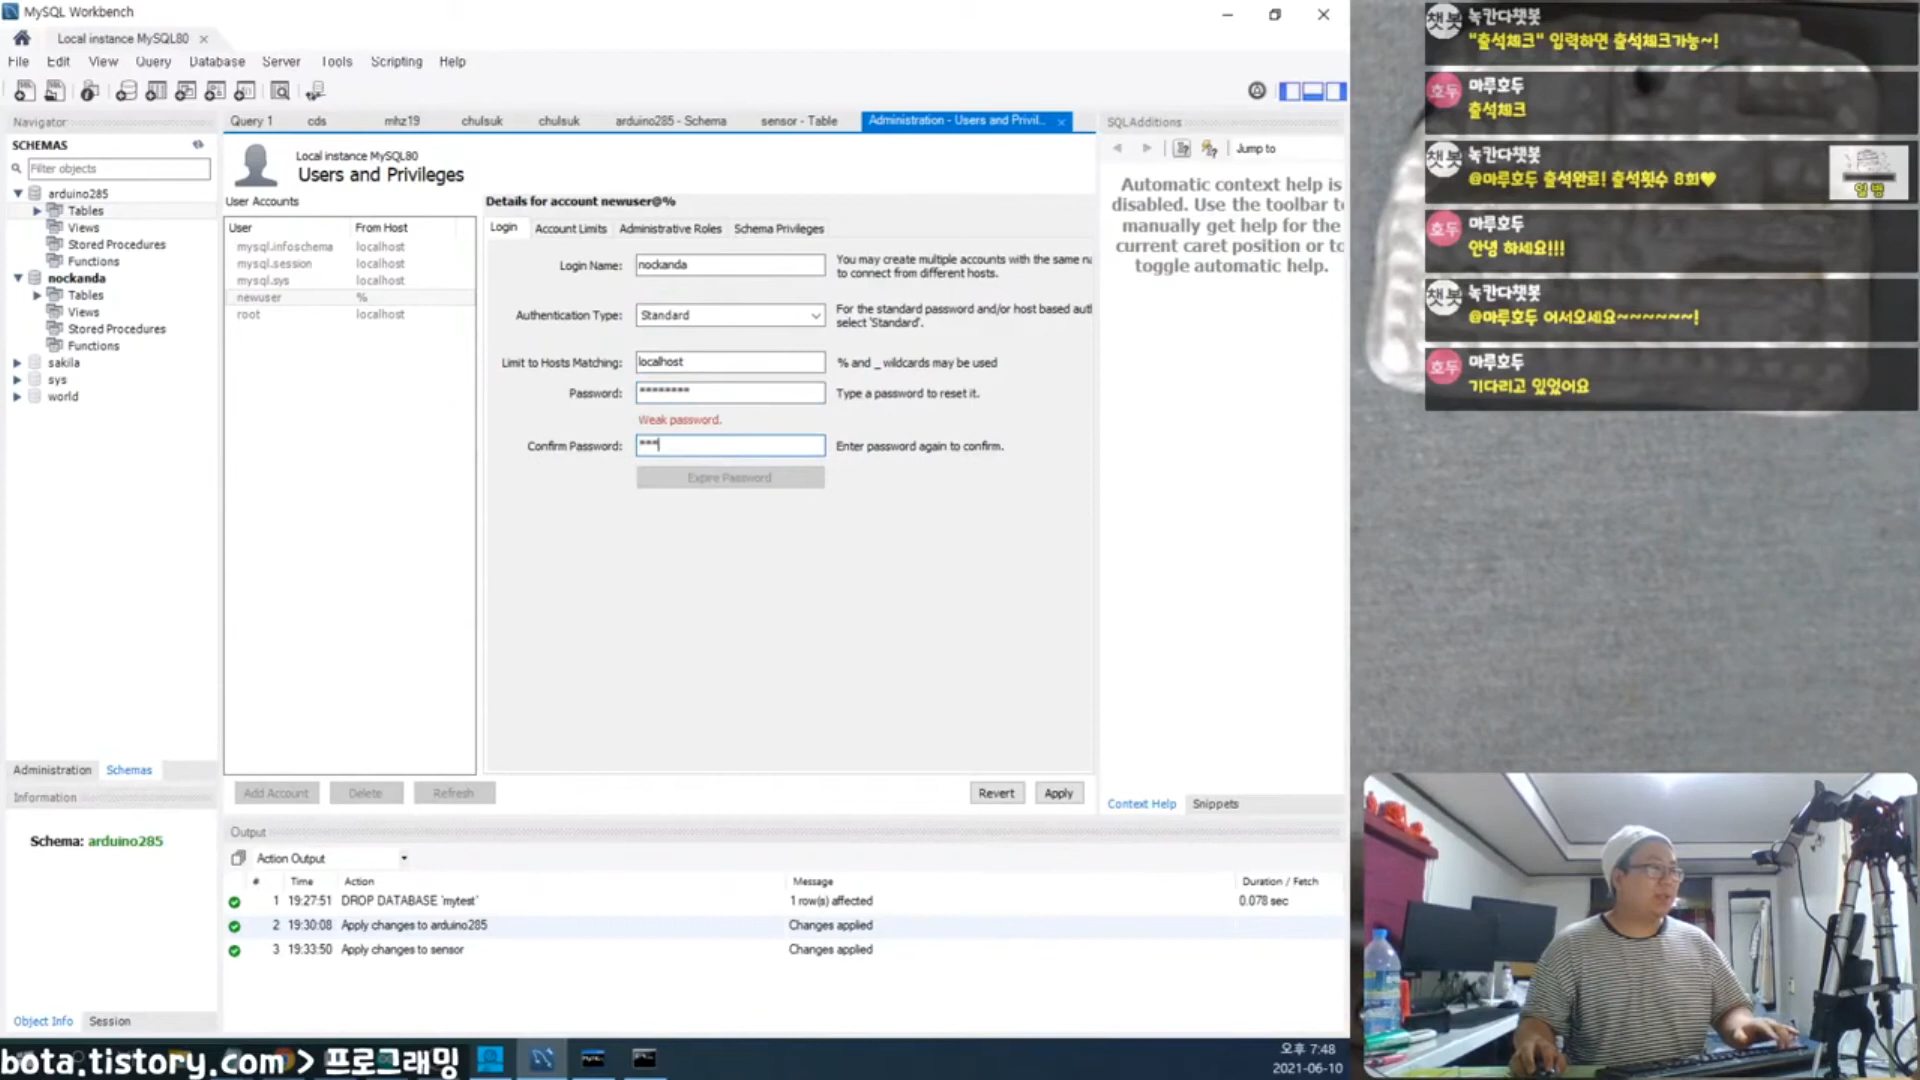 MySQL Workbench
Local instance MySQL80
File Edit View Query Database Server Tools Scripting Help
Navigator
SCHEMAS
Filter objects
arduino285
Tables
Views
Stored Procedures
Functions
nockanda
Tables
Views
Stored Procedures
Functions
sakila
sys
world
Administration Schemas
Information
Schema: arduino285
Object Info Session
Query 1 cds mhz19 chulsuk chulsuk arduino285 - Schema sensor - Table Administration - Users and Privil...
Local instance MySQL80
Users and Privileges
User Accounts
User From Host
mysql.infoschema localhost
mysql.session localhost
mysql.sys localhost
newuser %
root localhost
Add Account Delete Refresh
Details for account newuser@%
Login Account Limits Administrative Roles Schema Privileges
Login Name: nockanda You may create multiple accounts with the same
to connect from different hosts.
Authentication Type: Standard For the standard password and/or host based
select 'Standard'.
Limit to Hosts Matching: localhost % and _ wildcards may be used
Password: ******** Type a password to reset it.
Weak password.
Confirm Password: *** Enter password again to confirm.
Expire Password
Revert Apply
SQLAdditions
Jump to
Automatic context help is
disabled. Use the toolbar to
manually get help for the
current caret position or to
toggle automatic help.
Context Help Snippets
Output
Action Output
# Time Action Message Duration / Fetch
1 19:27:51 DROP DATABASE `mytest` 1 row(s) affected 0.078 sec
2 19:30:08 Apply changes to arduino285 Changes applied
3 19:33:50 Apply changes to sensor Changes applied
bota.tistory.com > 프로그래밍
오후 7:48
2021-06-10
챗봇 녹칸다챗봇
"출석체크" 입력하면 출석체크가능~!
호두 마루호두
출석체크
챗봇 녹칸다챗봇
@마루호두 출석완료! 출석횟수 8회♥
일병
호두 마루호두
안녕 하세요!!!
챗봇 녹칸다챗봇
@마루호두 어서오세요~~~~~~!
호두 마루호두
기다리고 있었어요